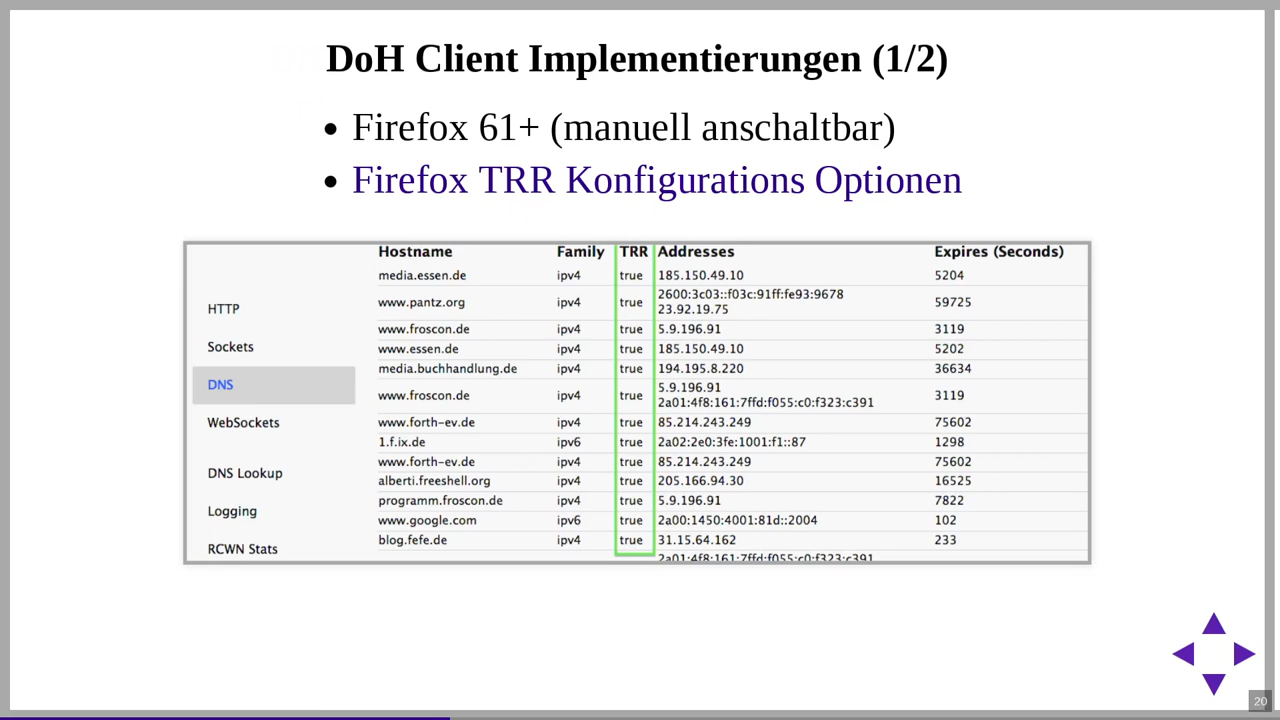 DoH Client Implementierungen (1/2)
• Firefox 61+ (manuell anschaltbar)
• Firefox TRR Konfigurations Optionen
HTTP
Sockets
DNS
WebSockets
DNS Lookup
Logging
RCWN Stats
Hostname Family TRR Addresses Expires (Seconds)
media.essen.de ipv4 true 185.150.49.10 5204
www.pantz.org ipv4 true 2600:3c03::f03c:91ff:fe93:9678 59725
23.92.19.75
www.froscon.de ipv4 true 5.9.196.91 3119
www.essen.de ipv4 true 185.150.49.10 5202
media.buchhandlung.de ipv4 true 194.195.8.220 36634
www.froscon.de ipv4 true 5.9.196.91 3119
2a01:4f8:161:7ffd:f055:c0:f323:c391
www.forth-ev.de ipv4 true 85.214.243.249 75602
1.f.ix.de ipv6 true 2a02:2e0:3fe:1001:f1::87 1298
www.forth-ev.de ipv4 true 85.214.243.249 75602
alberti.freeshell.org ipv4 true 205.166.94.30 16525
programm.froscon.de ipv4 true 5.9.196.91 7822
www.google.com ipv6 true 2a00:1450:4001:81d::2004 102
blog.fefe.de ipv4 true 31.15.64.162 233
2a01:4f8:161:7ffd:f055:c0:f323:c391
20